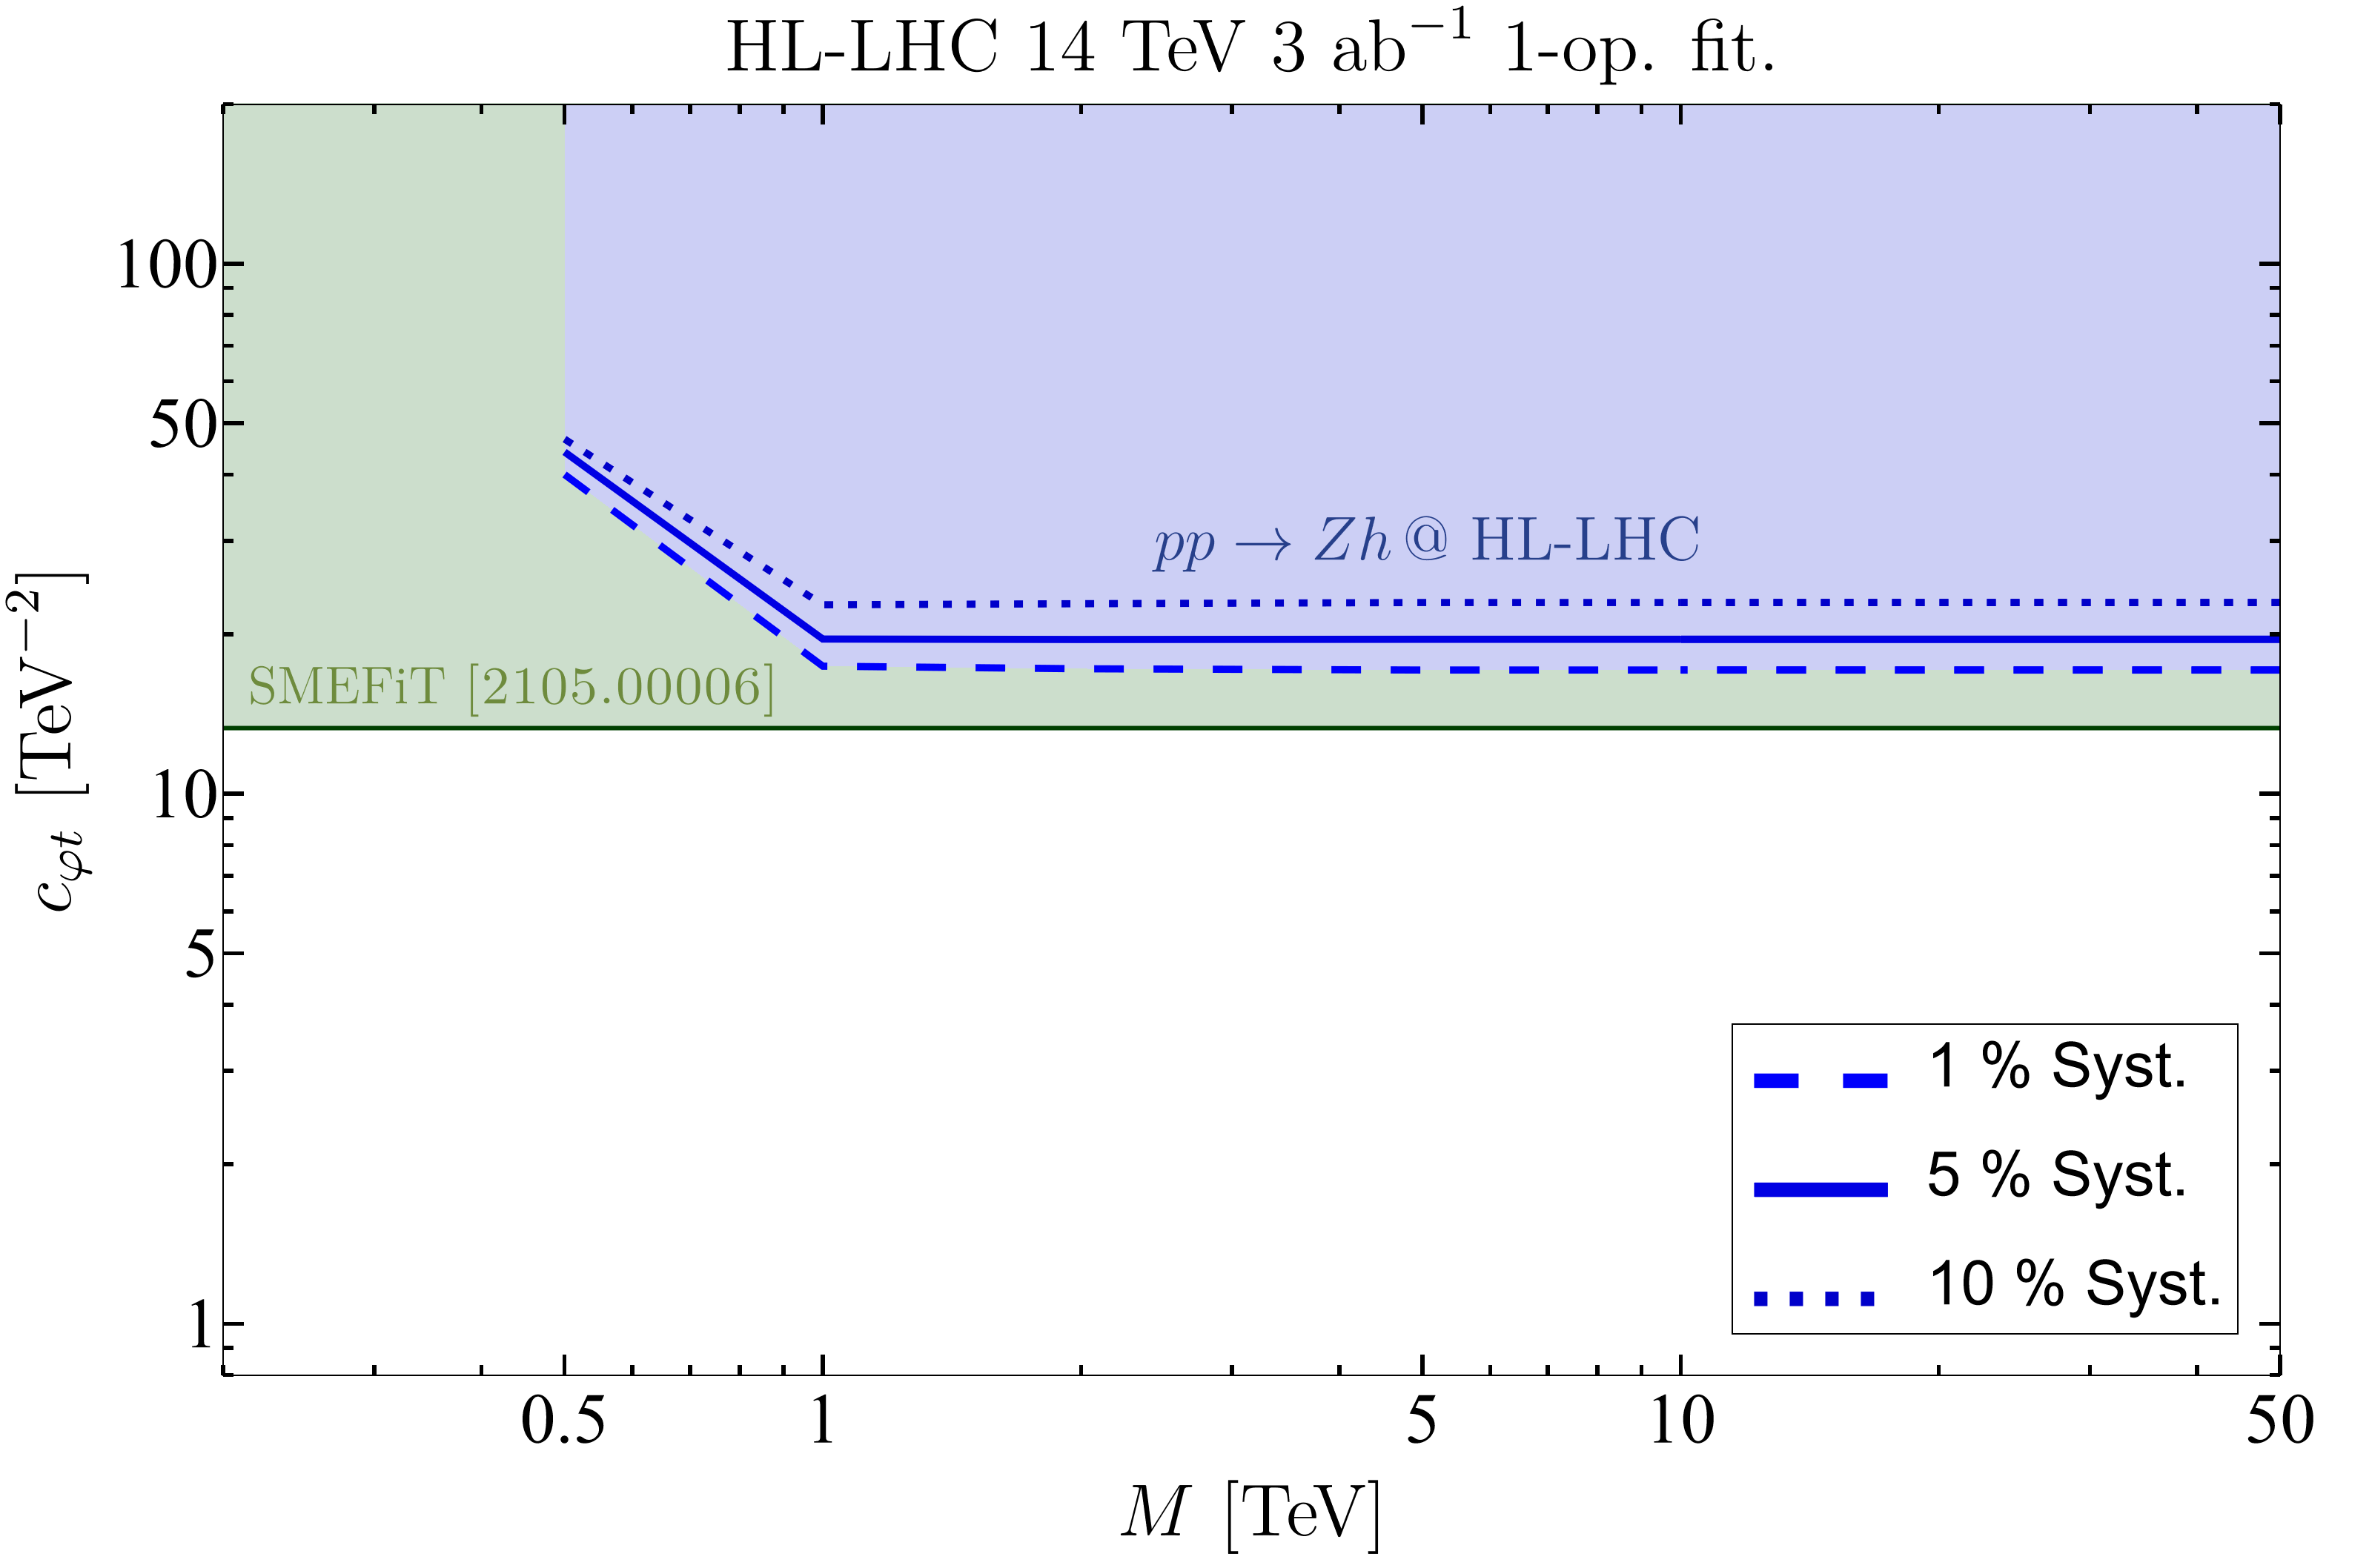 HL-LHC 14 TeV 3 ab⁻¹ 1-op. fit.
100
50
10
5
1
c_φt [TeV⁻²]
pp → Zh @ HL-LHC
SMEFiT [2105.00006]
1 % Syst.
5 % Syst.
10 % Syst.
0.5 1 5 10 50
M [TeV]